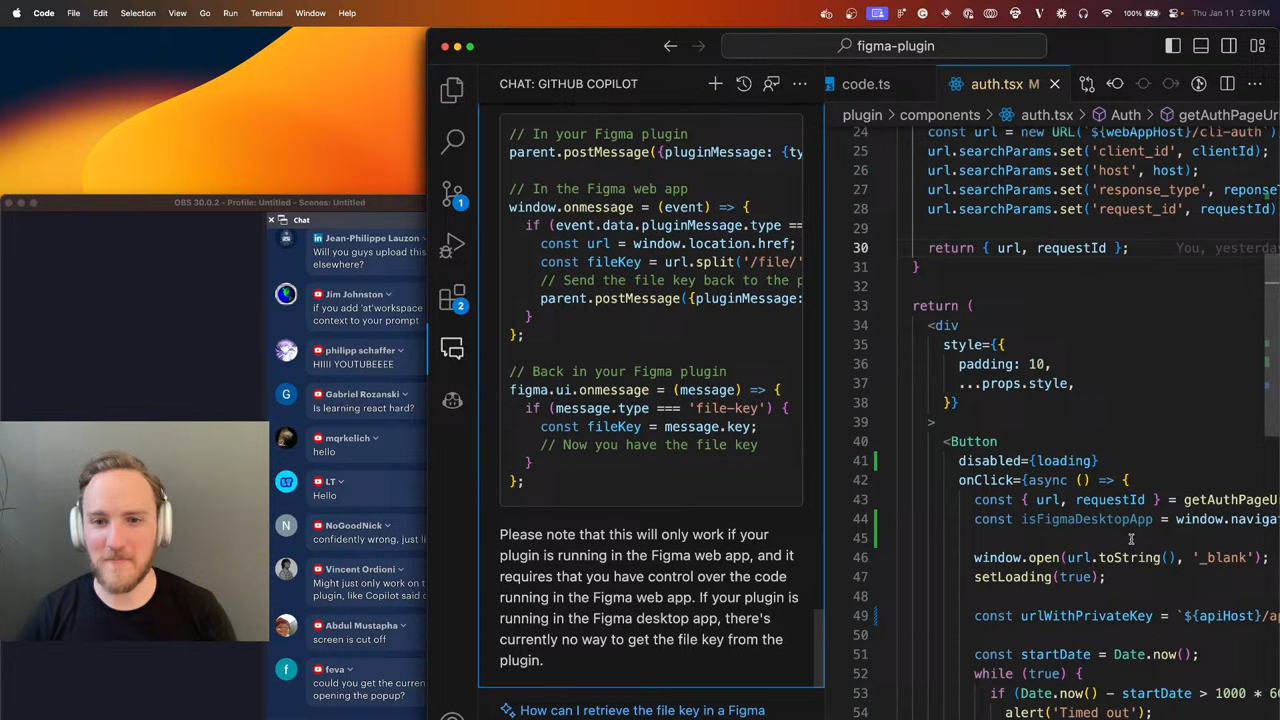 Code File Edit Selection View Go Run Terminal Window Help
100% Thu Jan 11 2:19PM
OBS 30.0.2 - Profile: Untitled - Scenes: Untitled
Chat
Jean-Philippe Lauzon
Will you guys upload this
elsewhere?
Jim Johnston
if you add 'at'workspace
context to your prompt
philipp schaffer
HIIII YOUTUBEEEE
Gabriel Rozanski
Is learning react hard?
mqrkelich
hello
LT
LT
Hello
NoGoodNick
confidently wrong, just li
Vincent Ordioni
Might just only work on d
plugin, like Copilot said c
Abdul Mustapha
screen is cut off
feva
could you get the curren
opening the popup?
figma-plugin
1
2
CHAT: GITHUB COPILOT
// In your Figma plugin
parent.postMessage({pluginMessage: {ty
// In the Figma web app
window.onmessage = (event) => {
if (event.data.pluginMessage.type ==
const url = window.location.href;
const fileKey = url.split('/file/'
// Send the file key back to the p
parent.postMessage({pluginMessage:
}
};
// Back in your Figma plugin
figma.ui.onmessage = (message) => {
if (message.type === 'file-key') {
const fileKey = message.key;
// Now you have the file key
}
};
Please note that this will only work if your
plugin is running in the Figma web app, and it
requires that you have control over the code
running in the Figma web app. If your plugin is
running in the Figma desktop app, there's
currently no way to get the file key from the
plugin.
How can I retrieve the file key in a Figma
code.ts
auth.tsx M
plugin > components > auth.tsx > Auth > getAuthPageUr
24 const url = new URL(`${webAppHost}/cli-auth`
25 url.searchParams.set('client_id', clientId);
26 url.searchParams.set('host', host);
27 url.searchParams.set('response_type', reponse
28 url.searchParams.set('request_id', requestId)
29
30 return { url, requestId }; You, yesterda
31 }
32
33 return (
34 <div
35 style={{
36 padding: 10,
37 ...props.style,
38 }}
39 >
40 <Button
41 disabled={loading}
42 onClick={async () => {
43 const { url, requestId } = getAuthPageUr
44 const isFigmaDesktopApp = window.naviga
45
46 window.open(url.toString(), '_blank');
47 setLoading(true);
48
49 const urlWithPrivateKey = `${apiHost}/ap
50
51 const startDate = Date.now();
52 while (true) {
53 if (Date.now() - startDate > 1000 * 60
54 alert('Timed out');